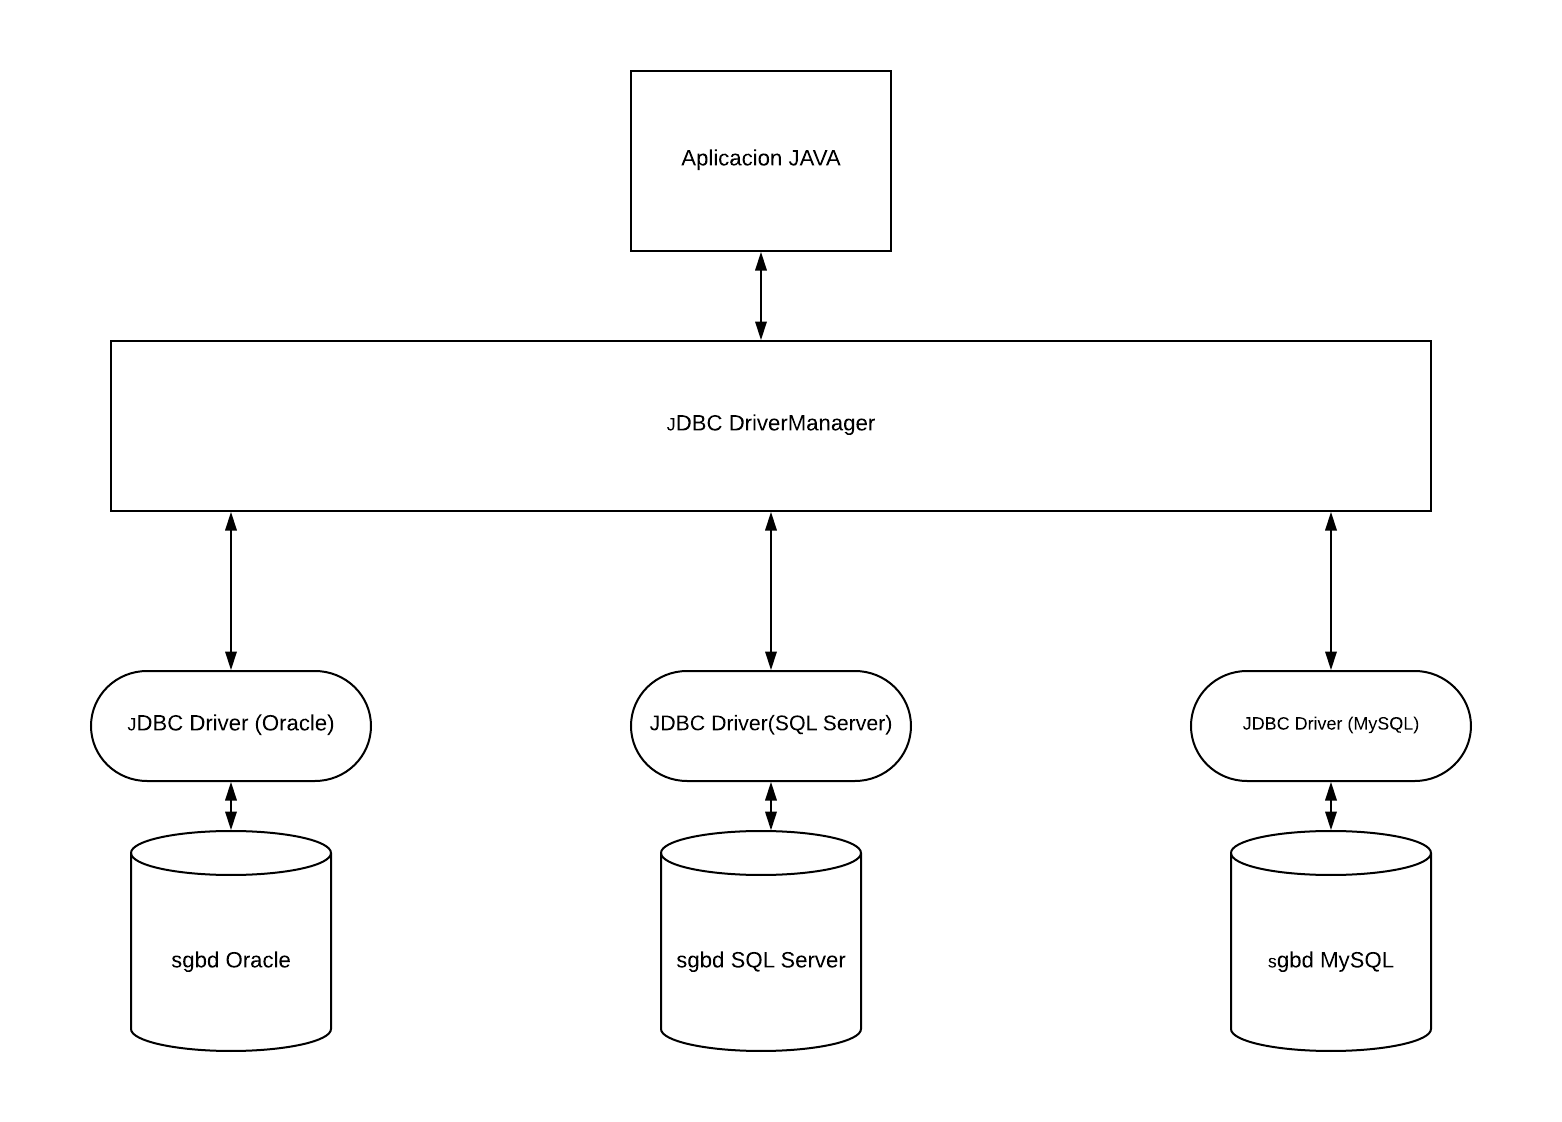 Aplicacion JAVA
JDBC DriverManager
JDBC Driver (Oracle)
JDBC Driver(SQL Server)
JDBC Driver (MySQL)
sgbd Oracle
sgbd SQL Server
sgbd MySQL